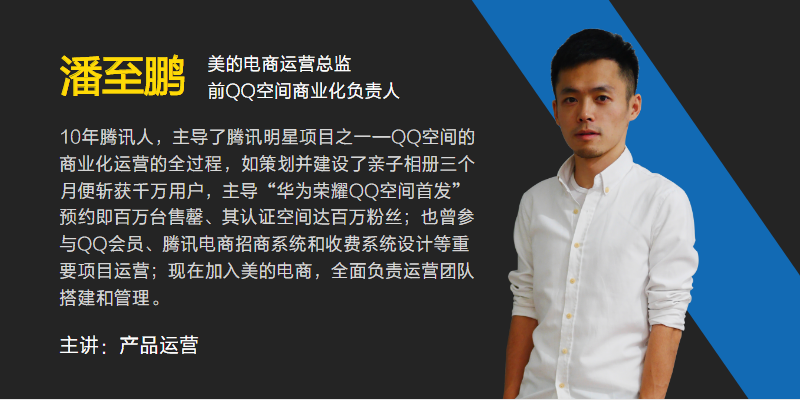 潘至鹏
美的电商运营总监
前QQ空间商业化负责人
10年腾讯人，主导了腾讯明星项目之一—QQ空间的
商业化运营的全过程，如策划并建设了亲子相册三个
月便斩获千万用户，主导“华为荣耀QQ空间首发”
预约即百万台售罄、其认证空间达百万粉丝；也曾参
与QQ会员、腾讯电商招商系统和收费系统设计等重
要项目运营；现在加入美的电商，全面负责运营团队
搭建和管理。
主讲：产品运营